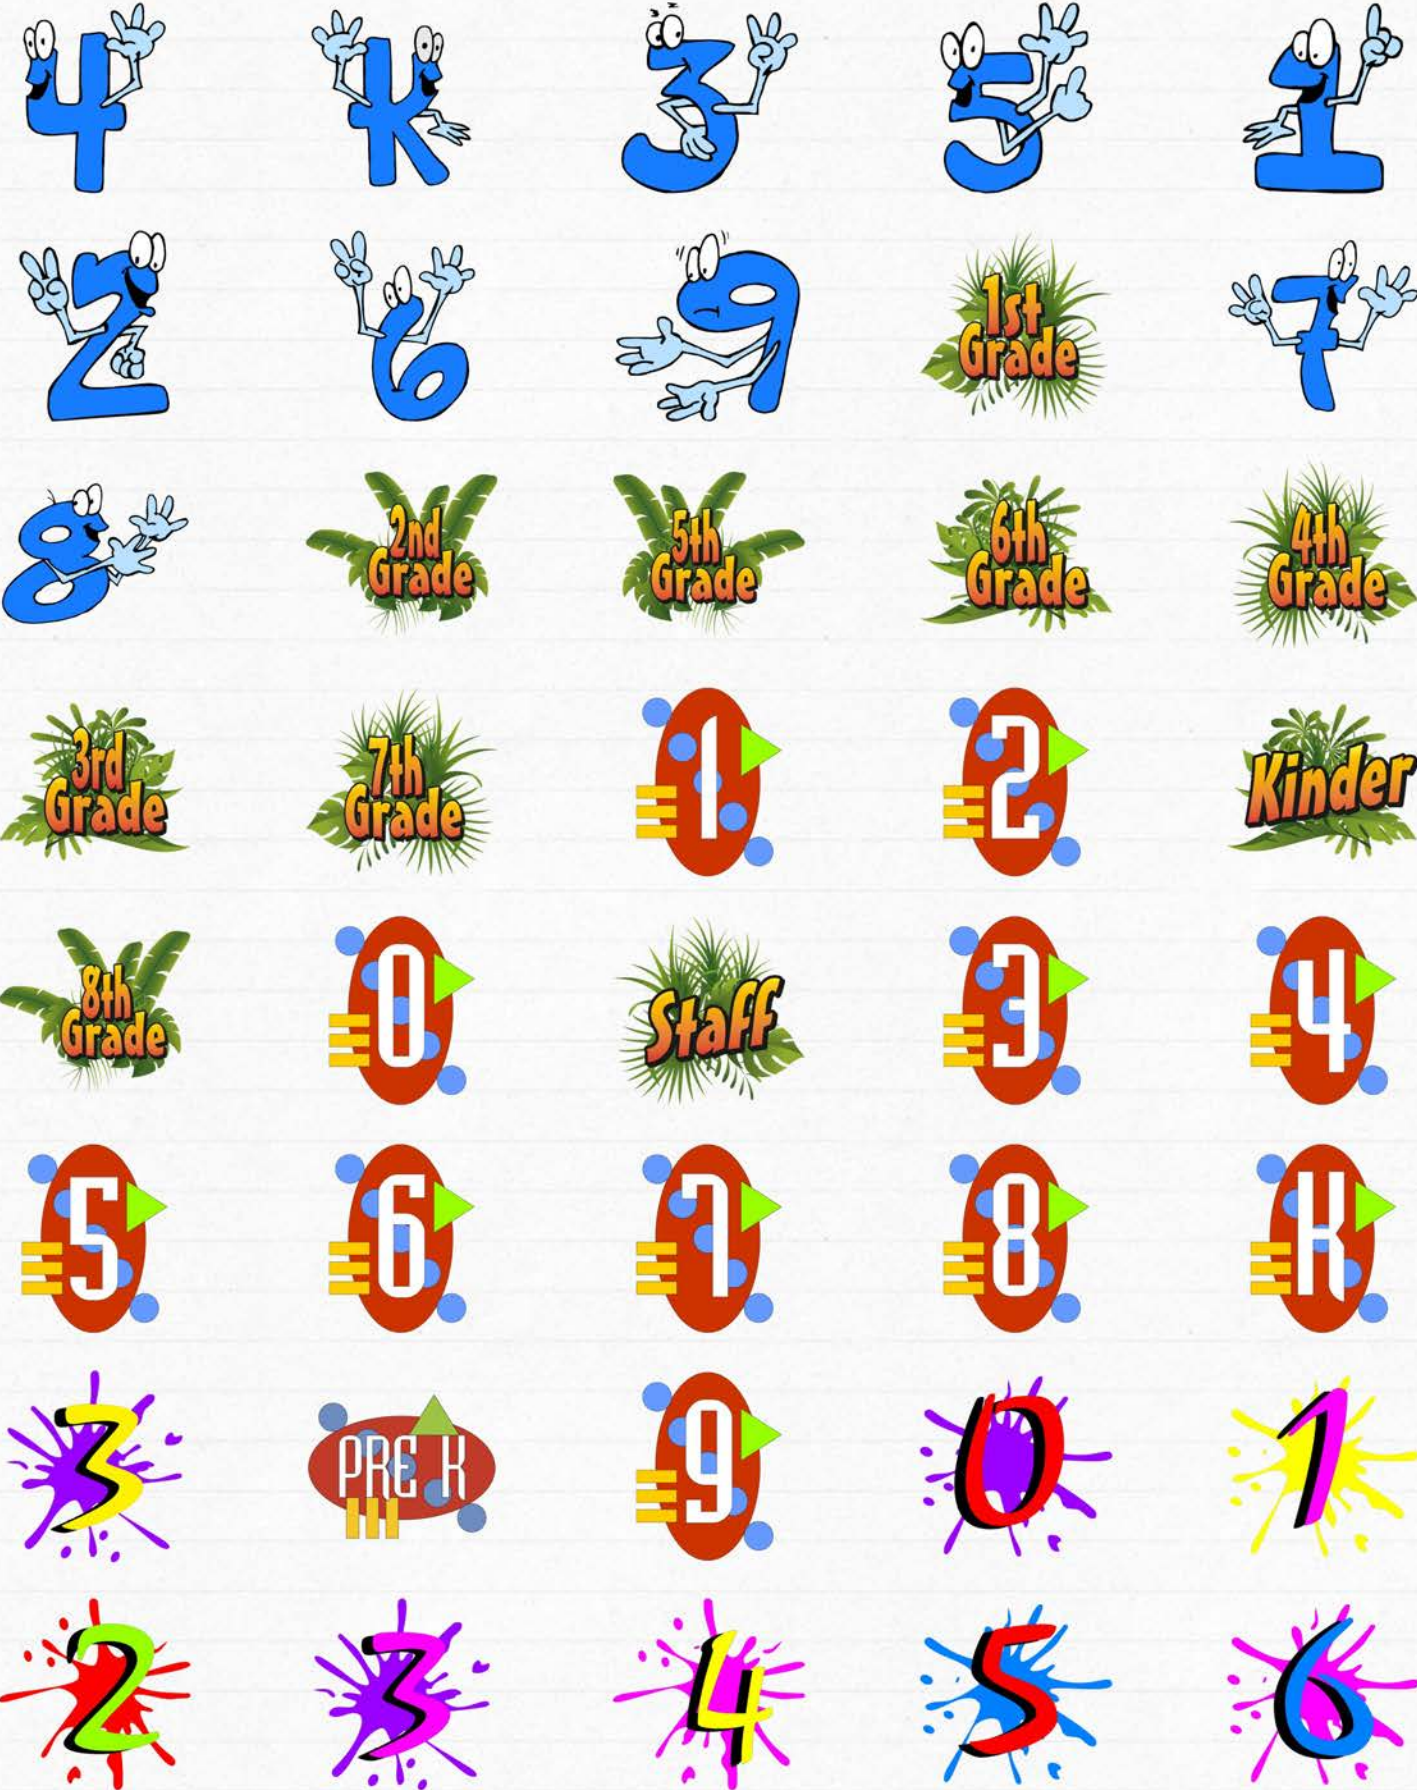 4 K 3 5 1
2 6 9 1st Grade 7
8 2nd Grade 5th Grade 6th Grade 4th Grade
3rd Grade 7th Grade 1 2 Kinder
8th Grade 0 Staff 3 4
5 6 7 8 K
3 PRE K 9 0 1
2 3 4 5 6